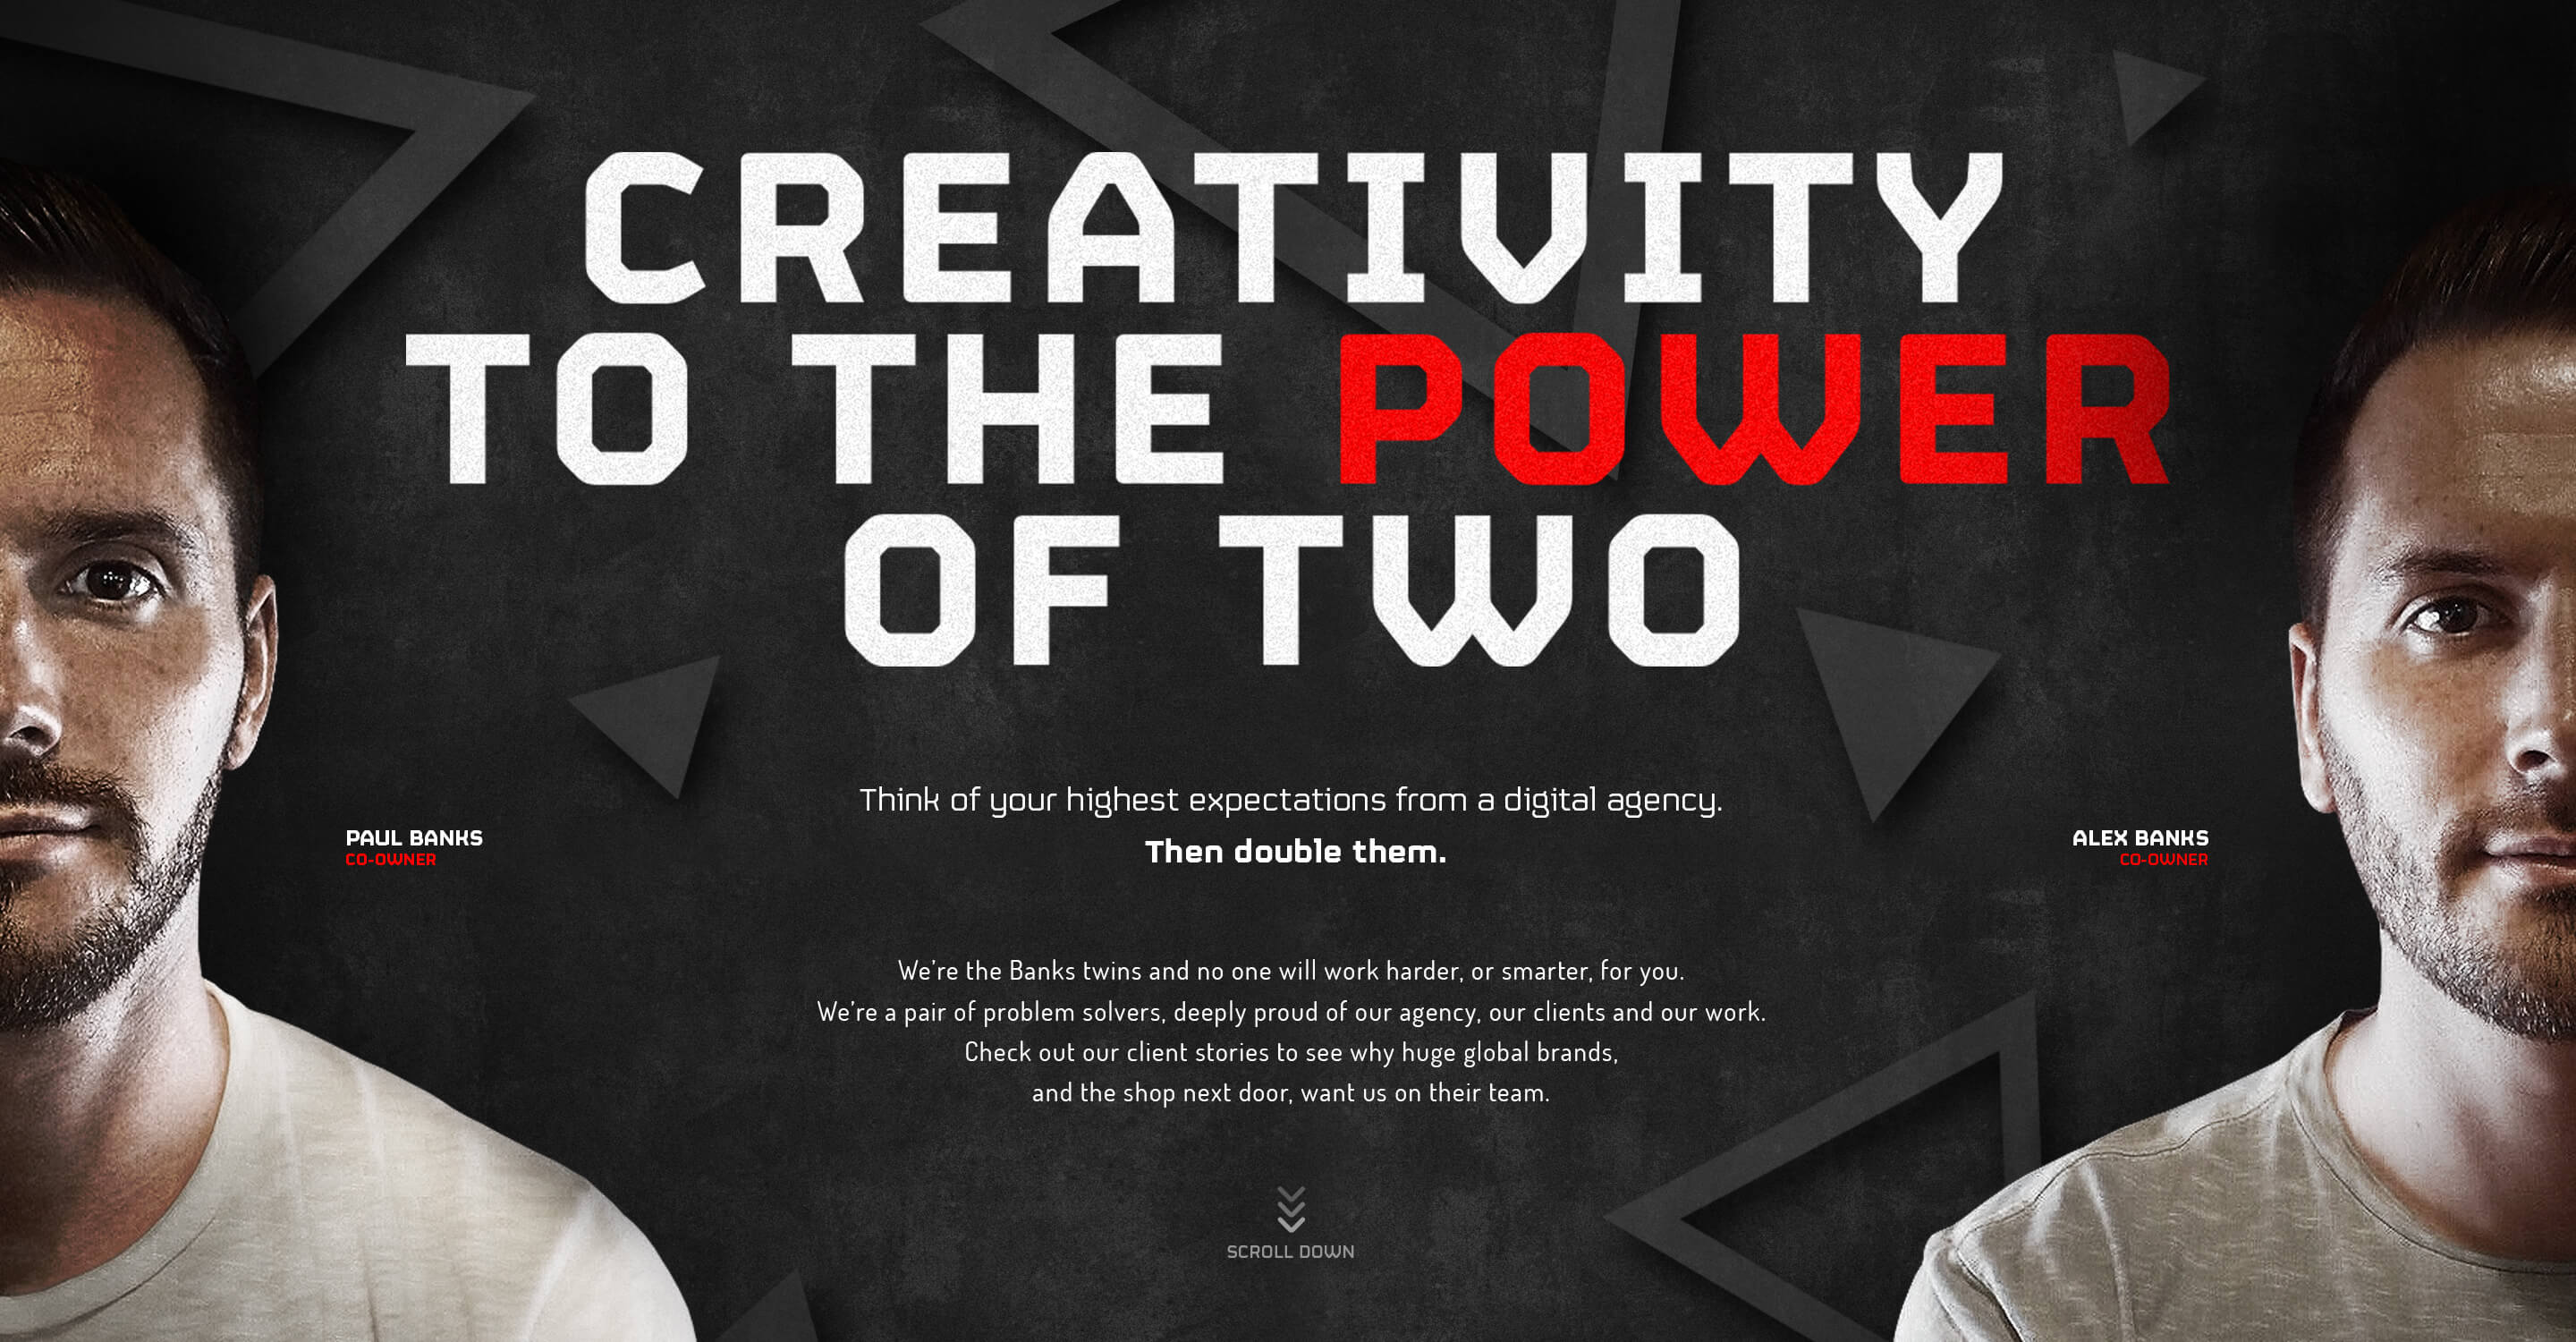 CREATIVITY
TO THE POWER
OF TWO
Think of your highest expectations from a digital agency.
Then double them.
PAUL BANKS
CO-OWNER
ALEX BANKS
CO-OWNER
We're the Banks twins and no one will work harder, or smarter, for you.
We're a pair of problem solvers, deeply proud of our agency, our clients and our work.
Check out our client stories to see why huge global brands,
and the shop next door, want us on their team.
SCROLL DOWN